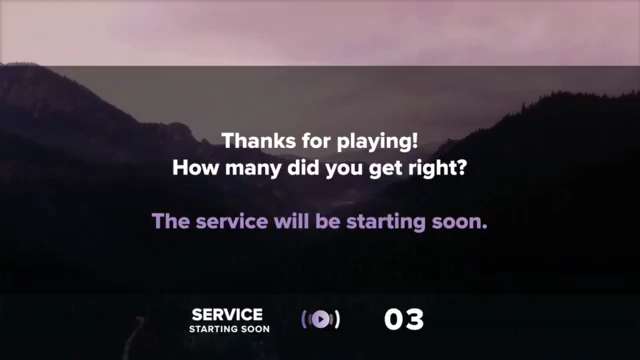 Thanks for playing!
How many did you get right?
The service will be starting soon.
SERVICE
STARTING SOON
03